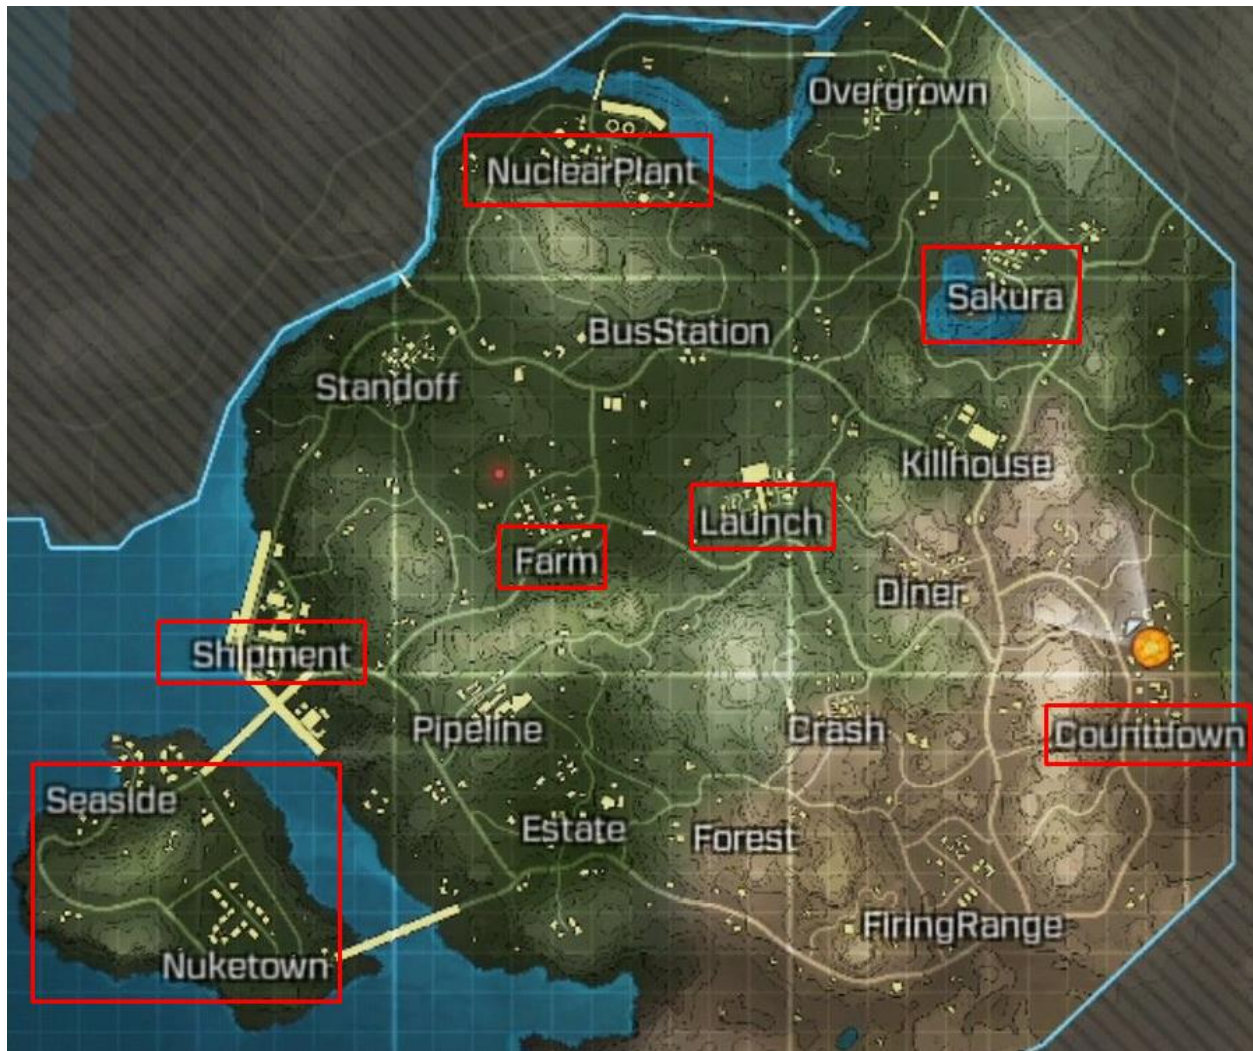 Overgrown
NuclearPlant
Sakura
BusStation
Standoff
Killhouse
Launch
Farm
Diner
Shipment
Pipeline
Crash
Countdown
Seaside
Estate
Forest
FiringRange
Nuketown